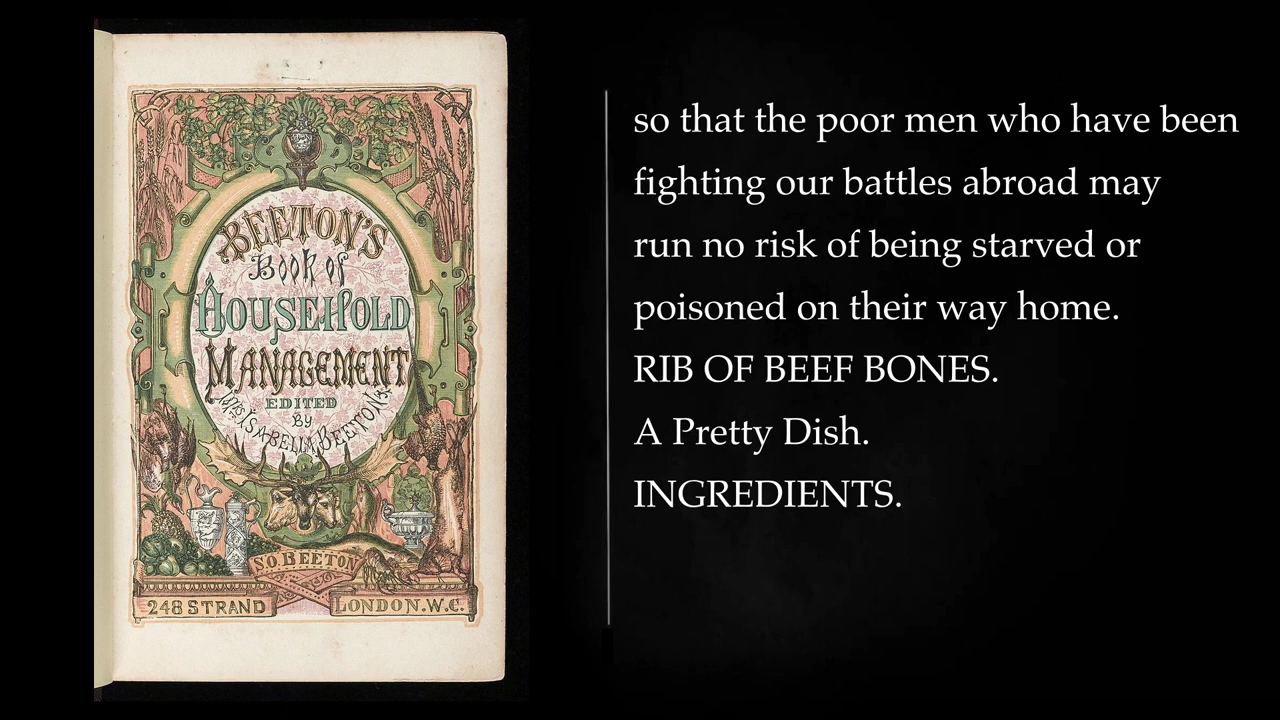 BEETON'S
Book of
HOUSEHOLD
MANAGEMENT
EDITED
BY
MRS ISABELLA BEETON
S.O. BEETON
248 STRAND
LONDON.W.C.
so that the poor men who have been
fighting our battles abroad may
run no risk of being starved or
poisoned on their way home.
RIB OF BEEF BONES.
A Pretty Dish.
INGREDIENTS.